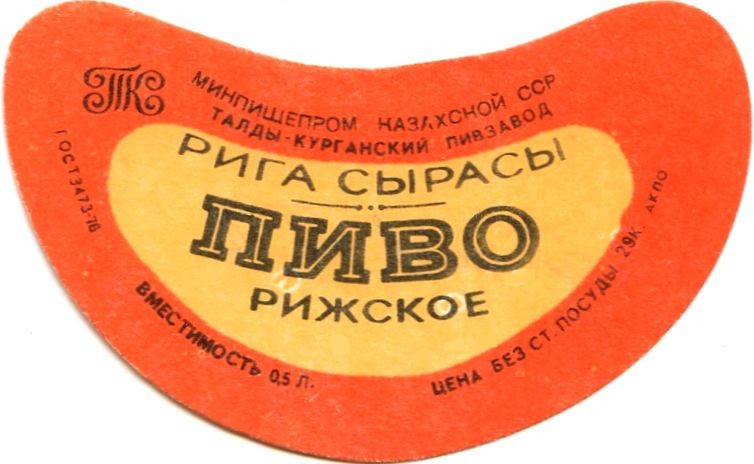 ТК
МИНПИЩЕПРОМ КАЗАХСКОЙ ССР
ТАЛДЫ-КУРГАНСКИЙ ПИВЗАВОД
РИГА СЫРАСЫ
ПИВО
РИЖСКОЕ
ГОСТ3473-78
ВМЕСТИМОСТЬ 0,5 Л.
ЦЕНА БЕЗ СТ. ПОСУДЫ 29К. АКПО